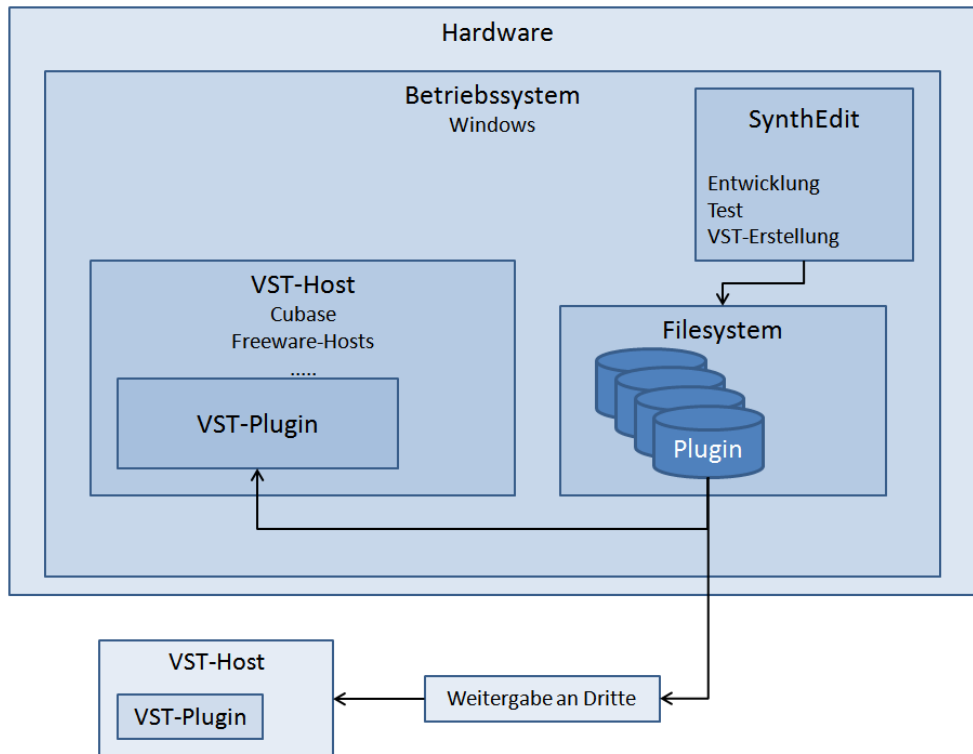 Hardware
Betriebssystem
Windows
SynthEdit
Entwicklung
Test
VST-Erstellung
VST-Host
Cubase
Freeware-Hosts
.....
VST-Plugin
Filesystem
Plugin
VST-Host
VST-Plugin
Weitergabe an Dritte